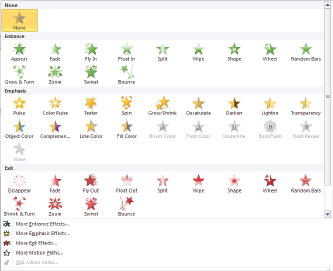 None
None
Entrance
Appear Fade Fly In Float In Split Wipe Shape Wheel Random Bars
Grow & Turn Zoom Swivel Bounce
Emphasis
Pulse Color Pulse Teeter Spin Grow/Shrink Desaturate Darken Lighten Transparency
Object Color Complemen... Line Color Fill Color Brush Color Font Color Underline Bold Flash Bold Reveal
Wave
Exit
Disappear Fade Fly Out Float Out Split Wipe Shape Wheel Random Bars
Shrink & Turn Zoom Swivel Bounce
More Entrance Effects...
More Emphasis Effects...
More Exit Effects...
More Motion Paths...
OLE Action Verbs...